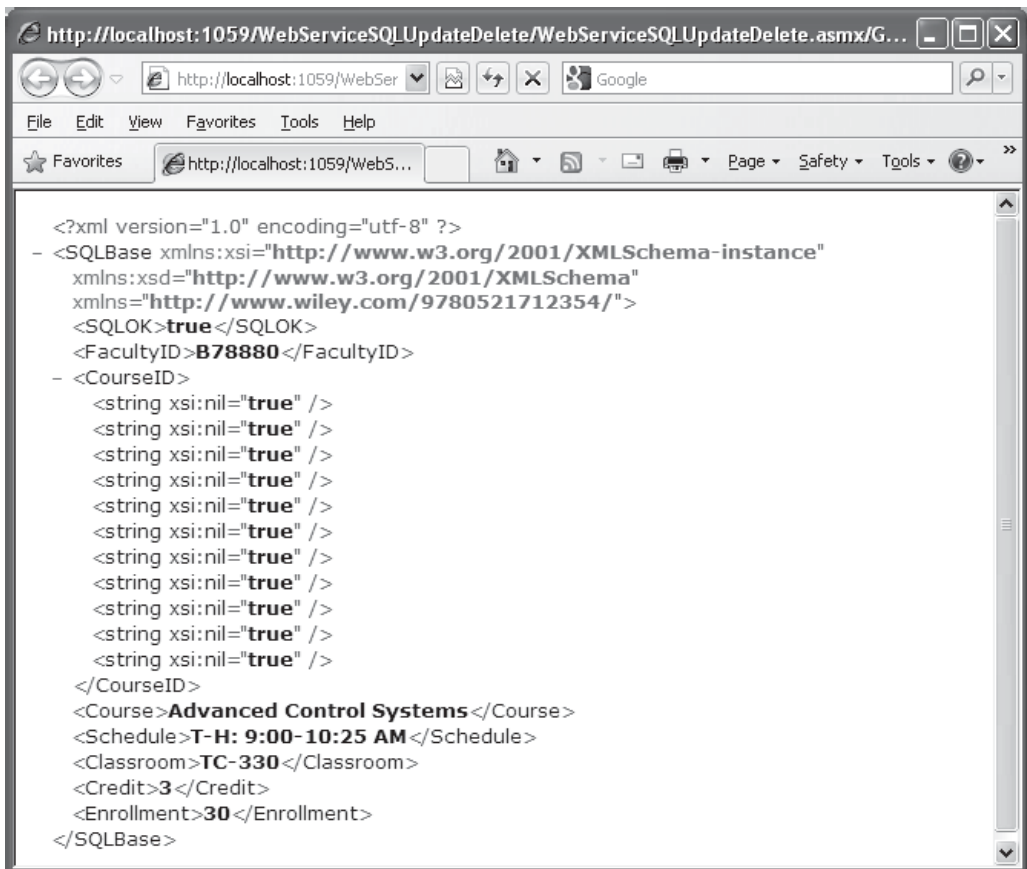 http://localhost:1059/WebServiceSQLUpdateDelete/WebServiceSQLUpdateDelete.asmx/G...
http://localhost:1059/WebSer Google
File Edit View Favorites Tools Help
Favorites http://localhost:1059/WebS... Page Safety Tools »
<?xml version="1.0" encoding="utf-8" ?>
– <SQLBase xmlns:xsi="http://www.w3.org/2001/XMLSchema-instance"
xmlns:xsd="http://www.w3.org/2001/XMLSchema"
xmlns="http://www.wiley.com/9780521712354/">
<SQLOK>true</SQLOK>
<FacultyID>B78880</FacultyID>
– <CourseID>
<string xsi:nil="true" />
<string xsi:nil="true" />
<string xsi:nil="true" />
<string xsi:nil="true" />
<string xsi:nil="true" />
<string xsi:nil="true" />
<string xsi:nil="true" />
<string xsi:nil="true" />
<string xsi:nil="true" />
<string xsi:nil="true" />
<string xsi:nil="true" />
</CourseID>
<Course>Advanced Control Systems</Course>
<Schedule>T-H: 9:00-10:25 AM</Schedule>
<Classroom>TC-330</Classroom>
<Credit>3</Credit>
<Enrollment>30</Enrollment>
</SQLBase>